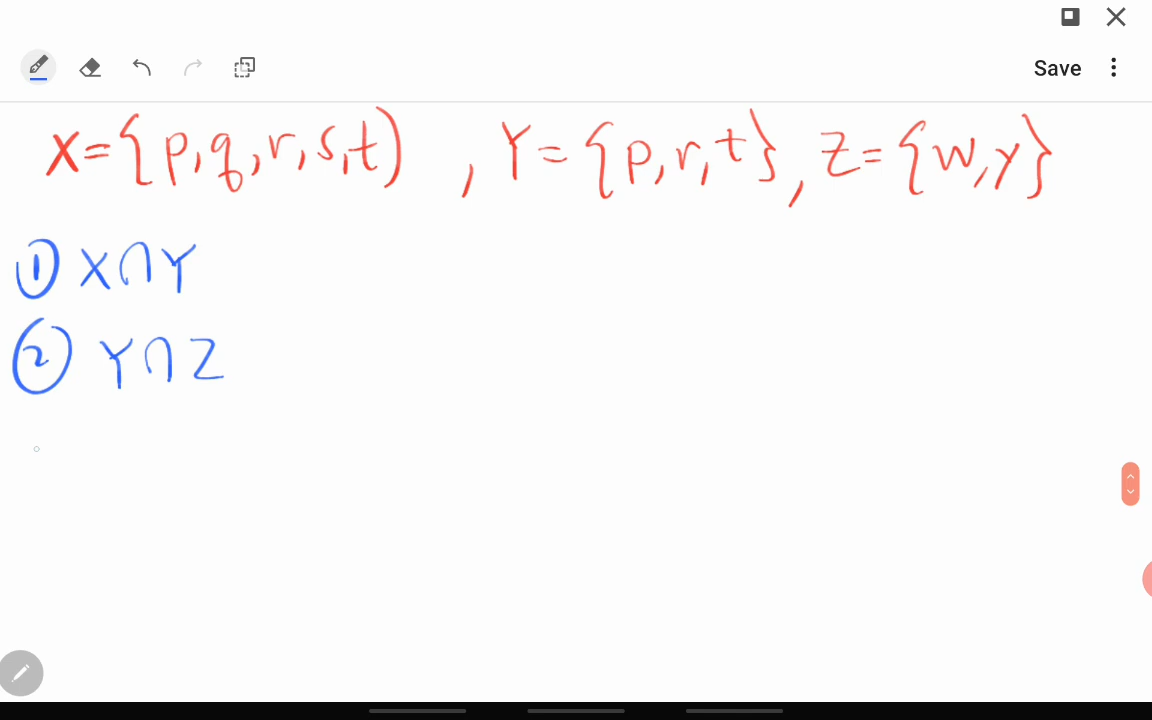 Save
X={p,q,r,s,t) , Y={p,r,t} , Z={w,y}
① X∩Y
② Y∩Z